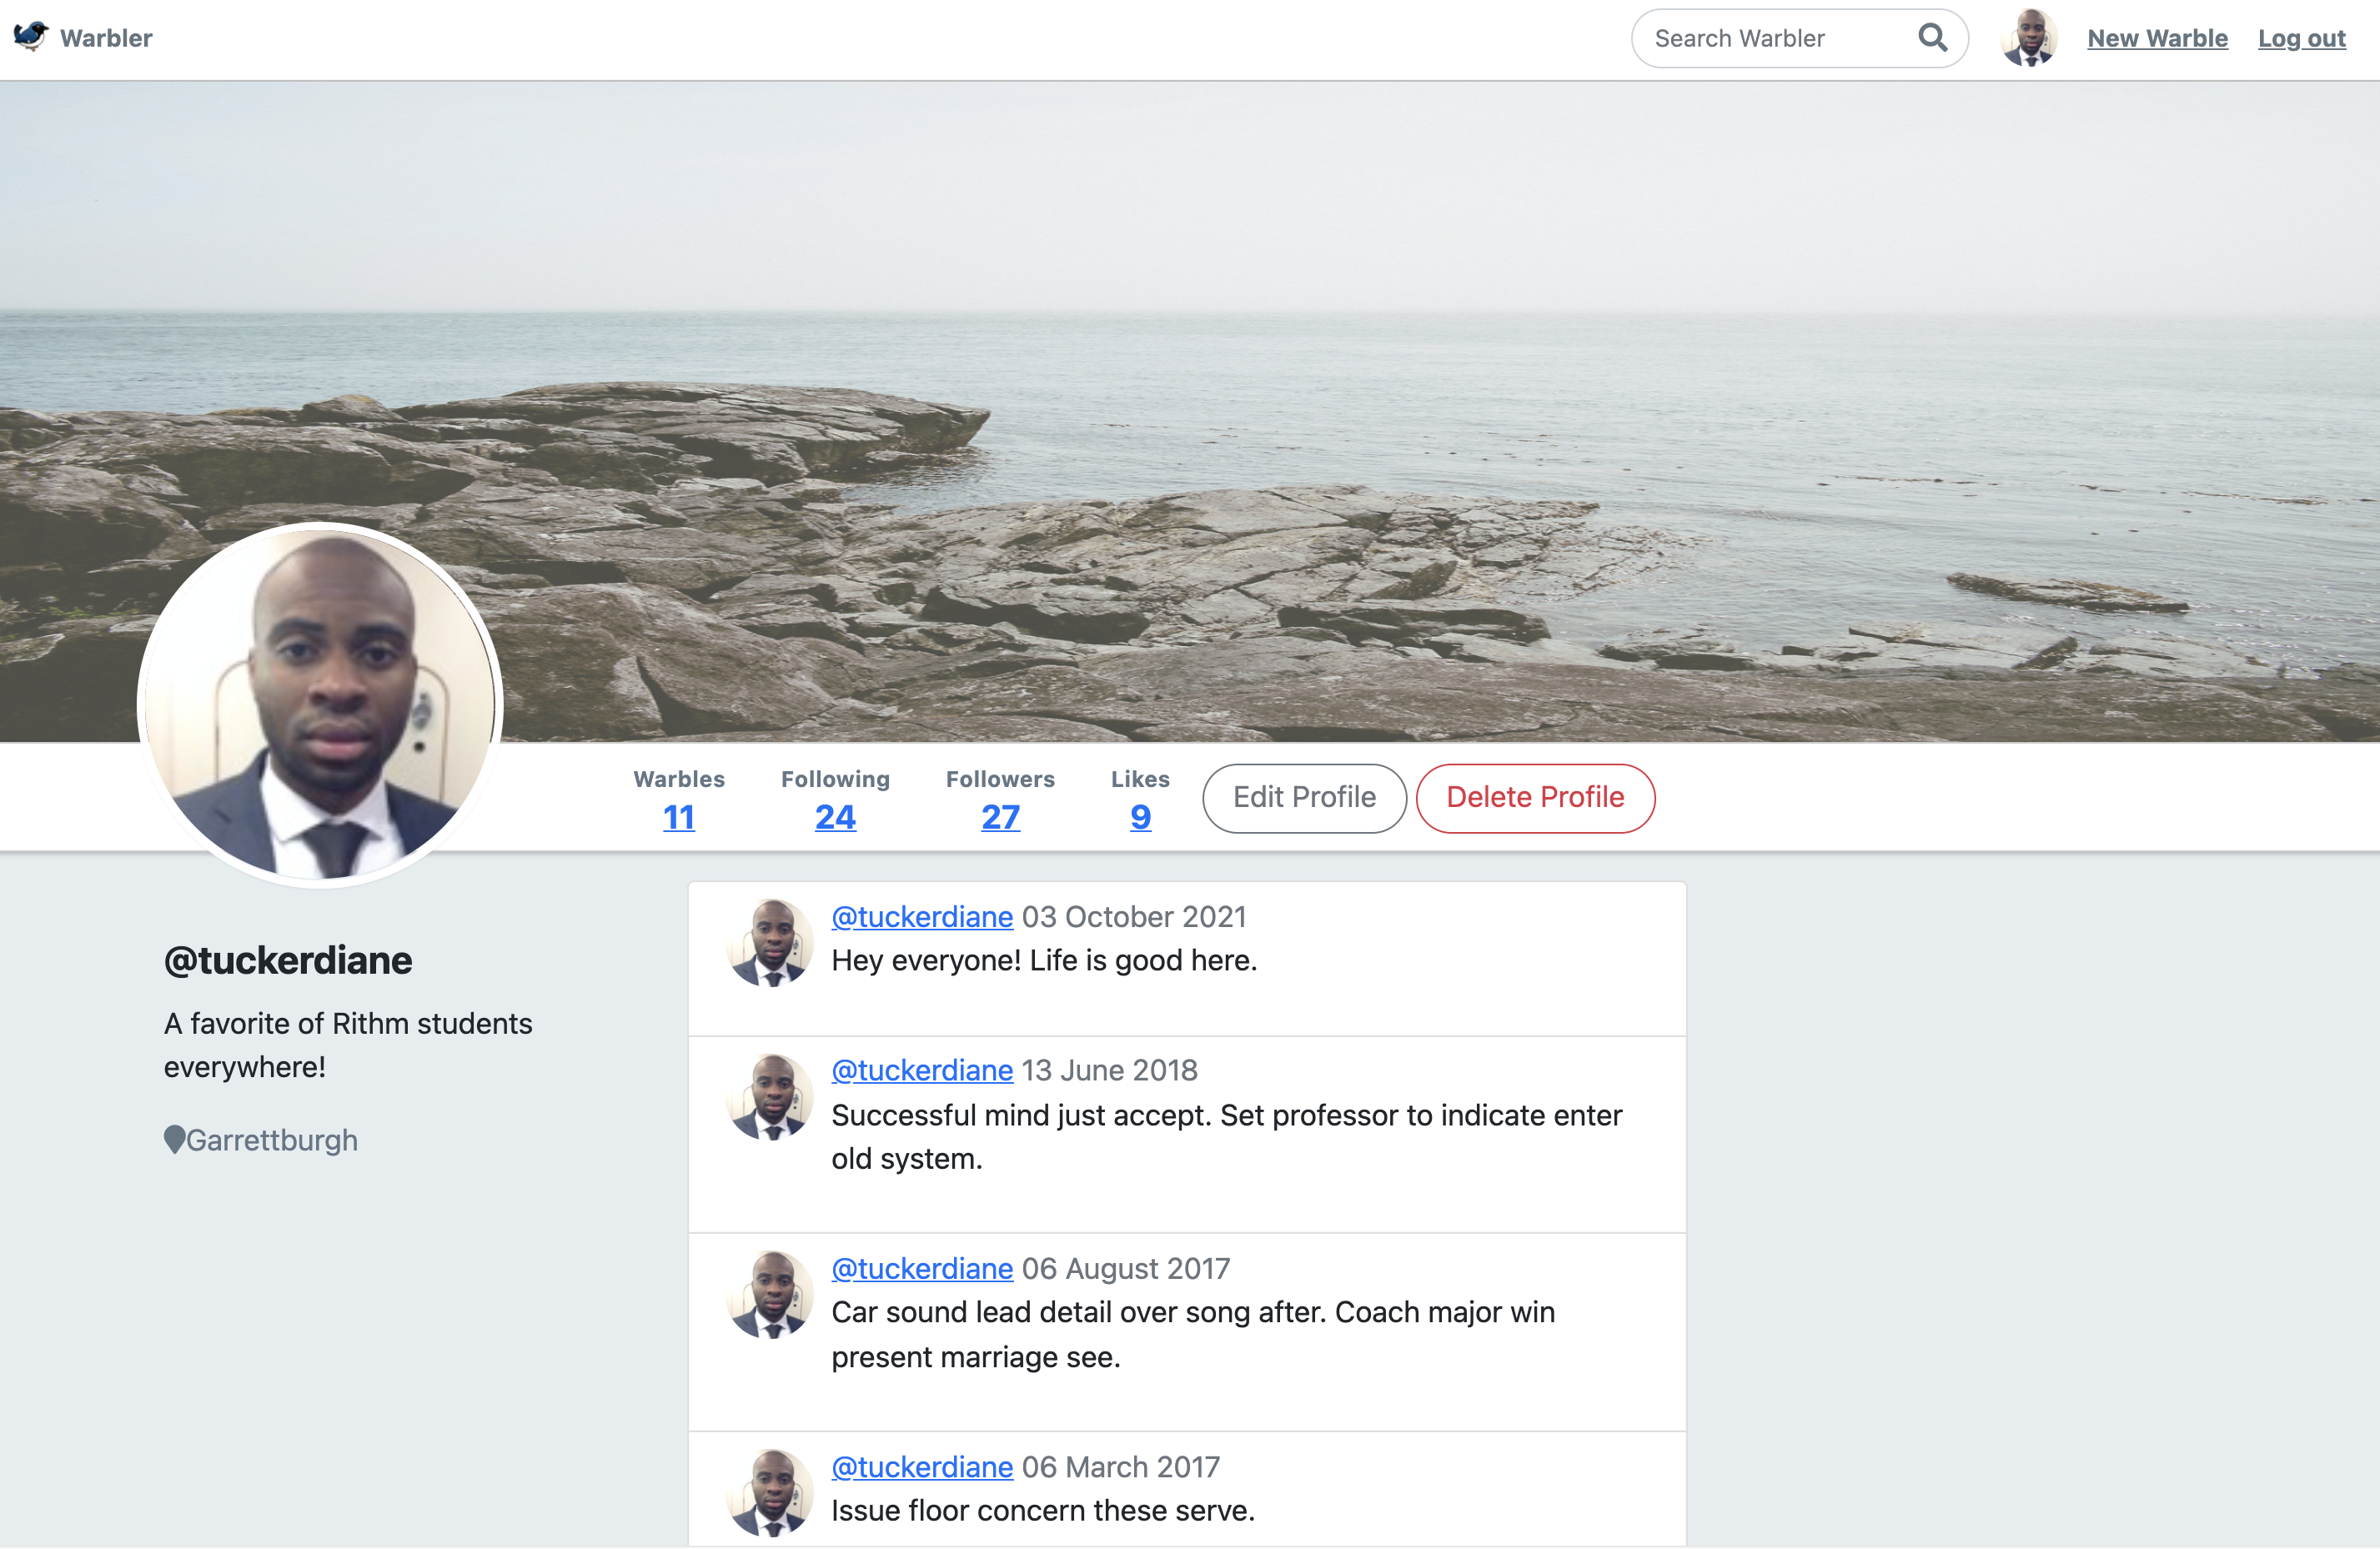 Warbler
Search Warbler
New Warble
Log out
Warbles
11
Following
24
Followers
27
Likes
9
Edit Profile
Delete Profile
@tuckerdiane
A favorite of Rithm students
everywhere!
Garrettburgh
@tuckerdiane 03 October 2021
Hey everyone! Life is good here.
@tuckerdiane 13 June 2018
Successful mind just accept. Set professor to indicate enter
old system.
@tuckerdiane 06 August 2017
Car sound lead detail over song after. Coach major win
present marriage see.
@tuckerdiane 06 March 2017
Issue floor concern these serve.